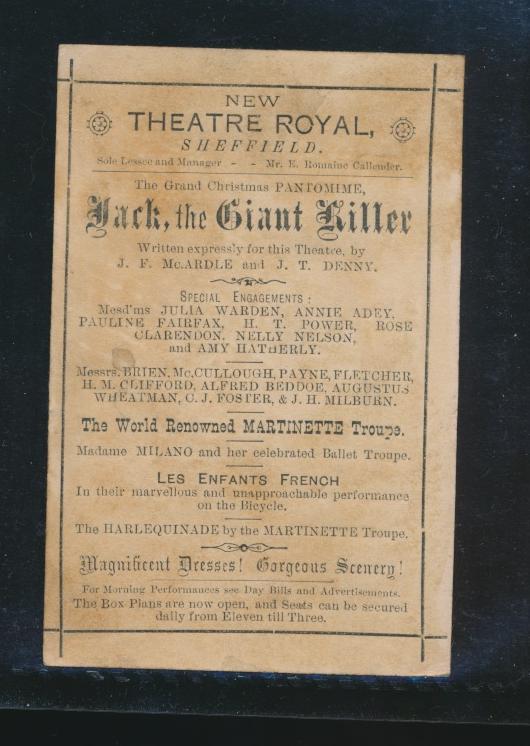 NEW
THEATRE ROYAL,
SHEFFIELD.
Sole Lessee and Manager - - Mr. E. Romaine Callender.
The Grand Christmas PANTOMIME,
Jack, the Giant Killer
Written expressly for this Theatre, by
J. F. McARDLE and J. T. DENNY.
SPECIAL ENGAGEMENTS:
Mesd'ms JULIA WARDEN, ANNIE ADEY,
PAULINE FAIRFAX, H. T. POWER, ROSE
CLARENDON. NELLY NELSON,
and AMY HATHERLY.
Messrs. BRIEN, Mc.CULLOUGH, PAYNE, FLETCHER,
H. M. CLIFFORD, ALFRED BEDDOE, AUGUSTUS
WHEATMAN, C. J. FOSTER, & J. H. MILBURN.
The World Renowned MARTINETTE Troupe.
Madame MILANO and her celebrated Ballet Troupe.
LES ENFANTS FRENCH
In their marvellous and unapproachable performance
on the Bicycle.
The HARLEQUINADE by the MARTINETTE Troupe.
Magnificent Dresses! Gorgeous Scenery!
For Morning Performances see Day Bills and Advertisements.
The Box Plans are now open, and Seats can be secured
daily from Eleven till Three.